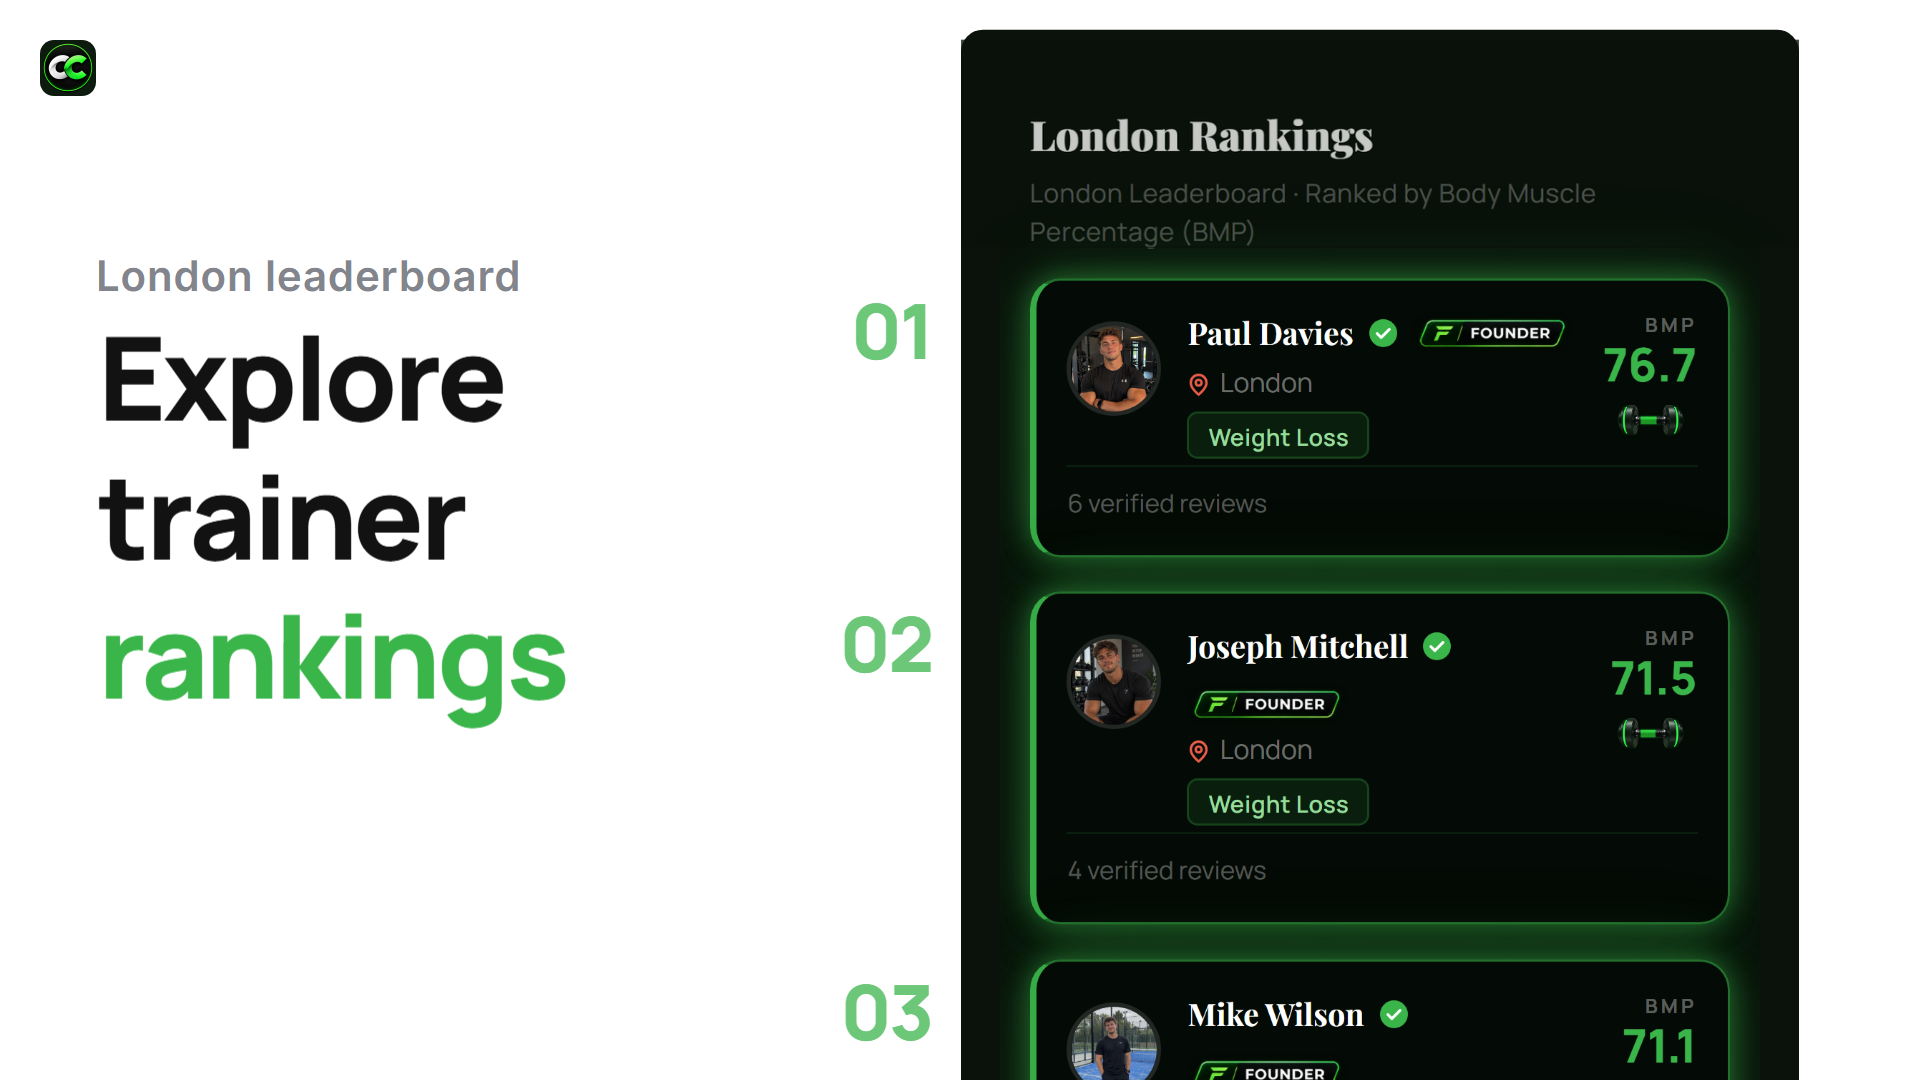 CC
London leaderboard
Explore
trainer
rankings
01
02
03
London Rankings
London Leaderboard · Ranked by Body Muscle
Percentage (BMP)
Paul Davies
F / FOUNDER
London
Weight Loss
BMP
76.7
6 verified reviews
Joseph Mitchell
F / FOUNDER
London
Weight Loss
BMP
71.5
4 verified reviews
Mike Wilson
F / FOUNDER
BMP
71.1